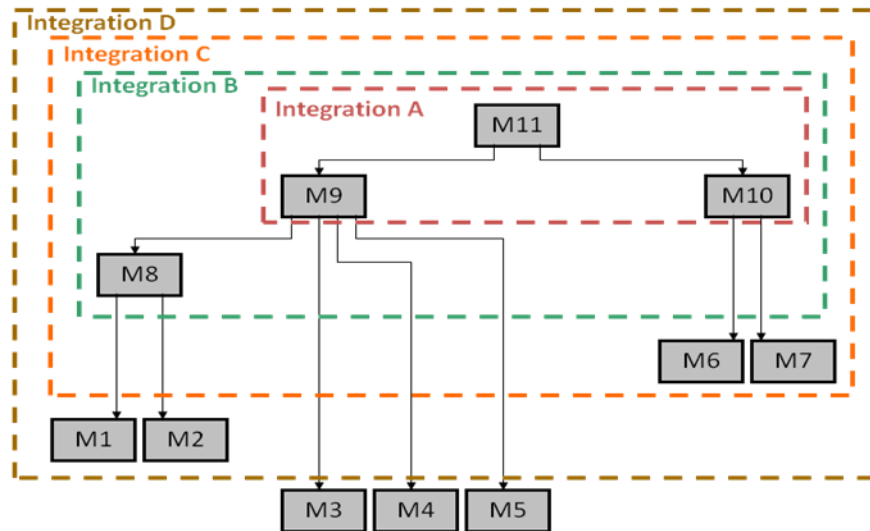 Integration D
Integration C
Integration B
Integration A
M11
M9
M10
M8
M6
M7
M1
M2
M3
M4
M5